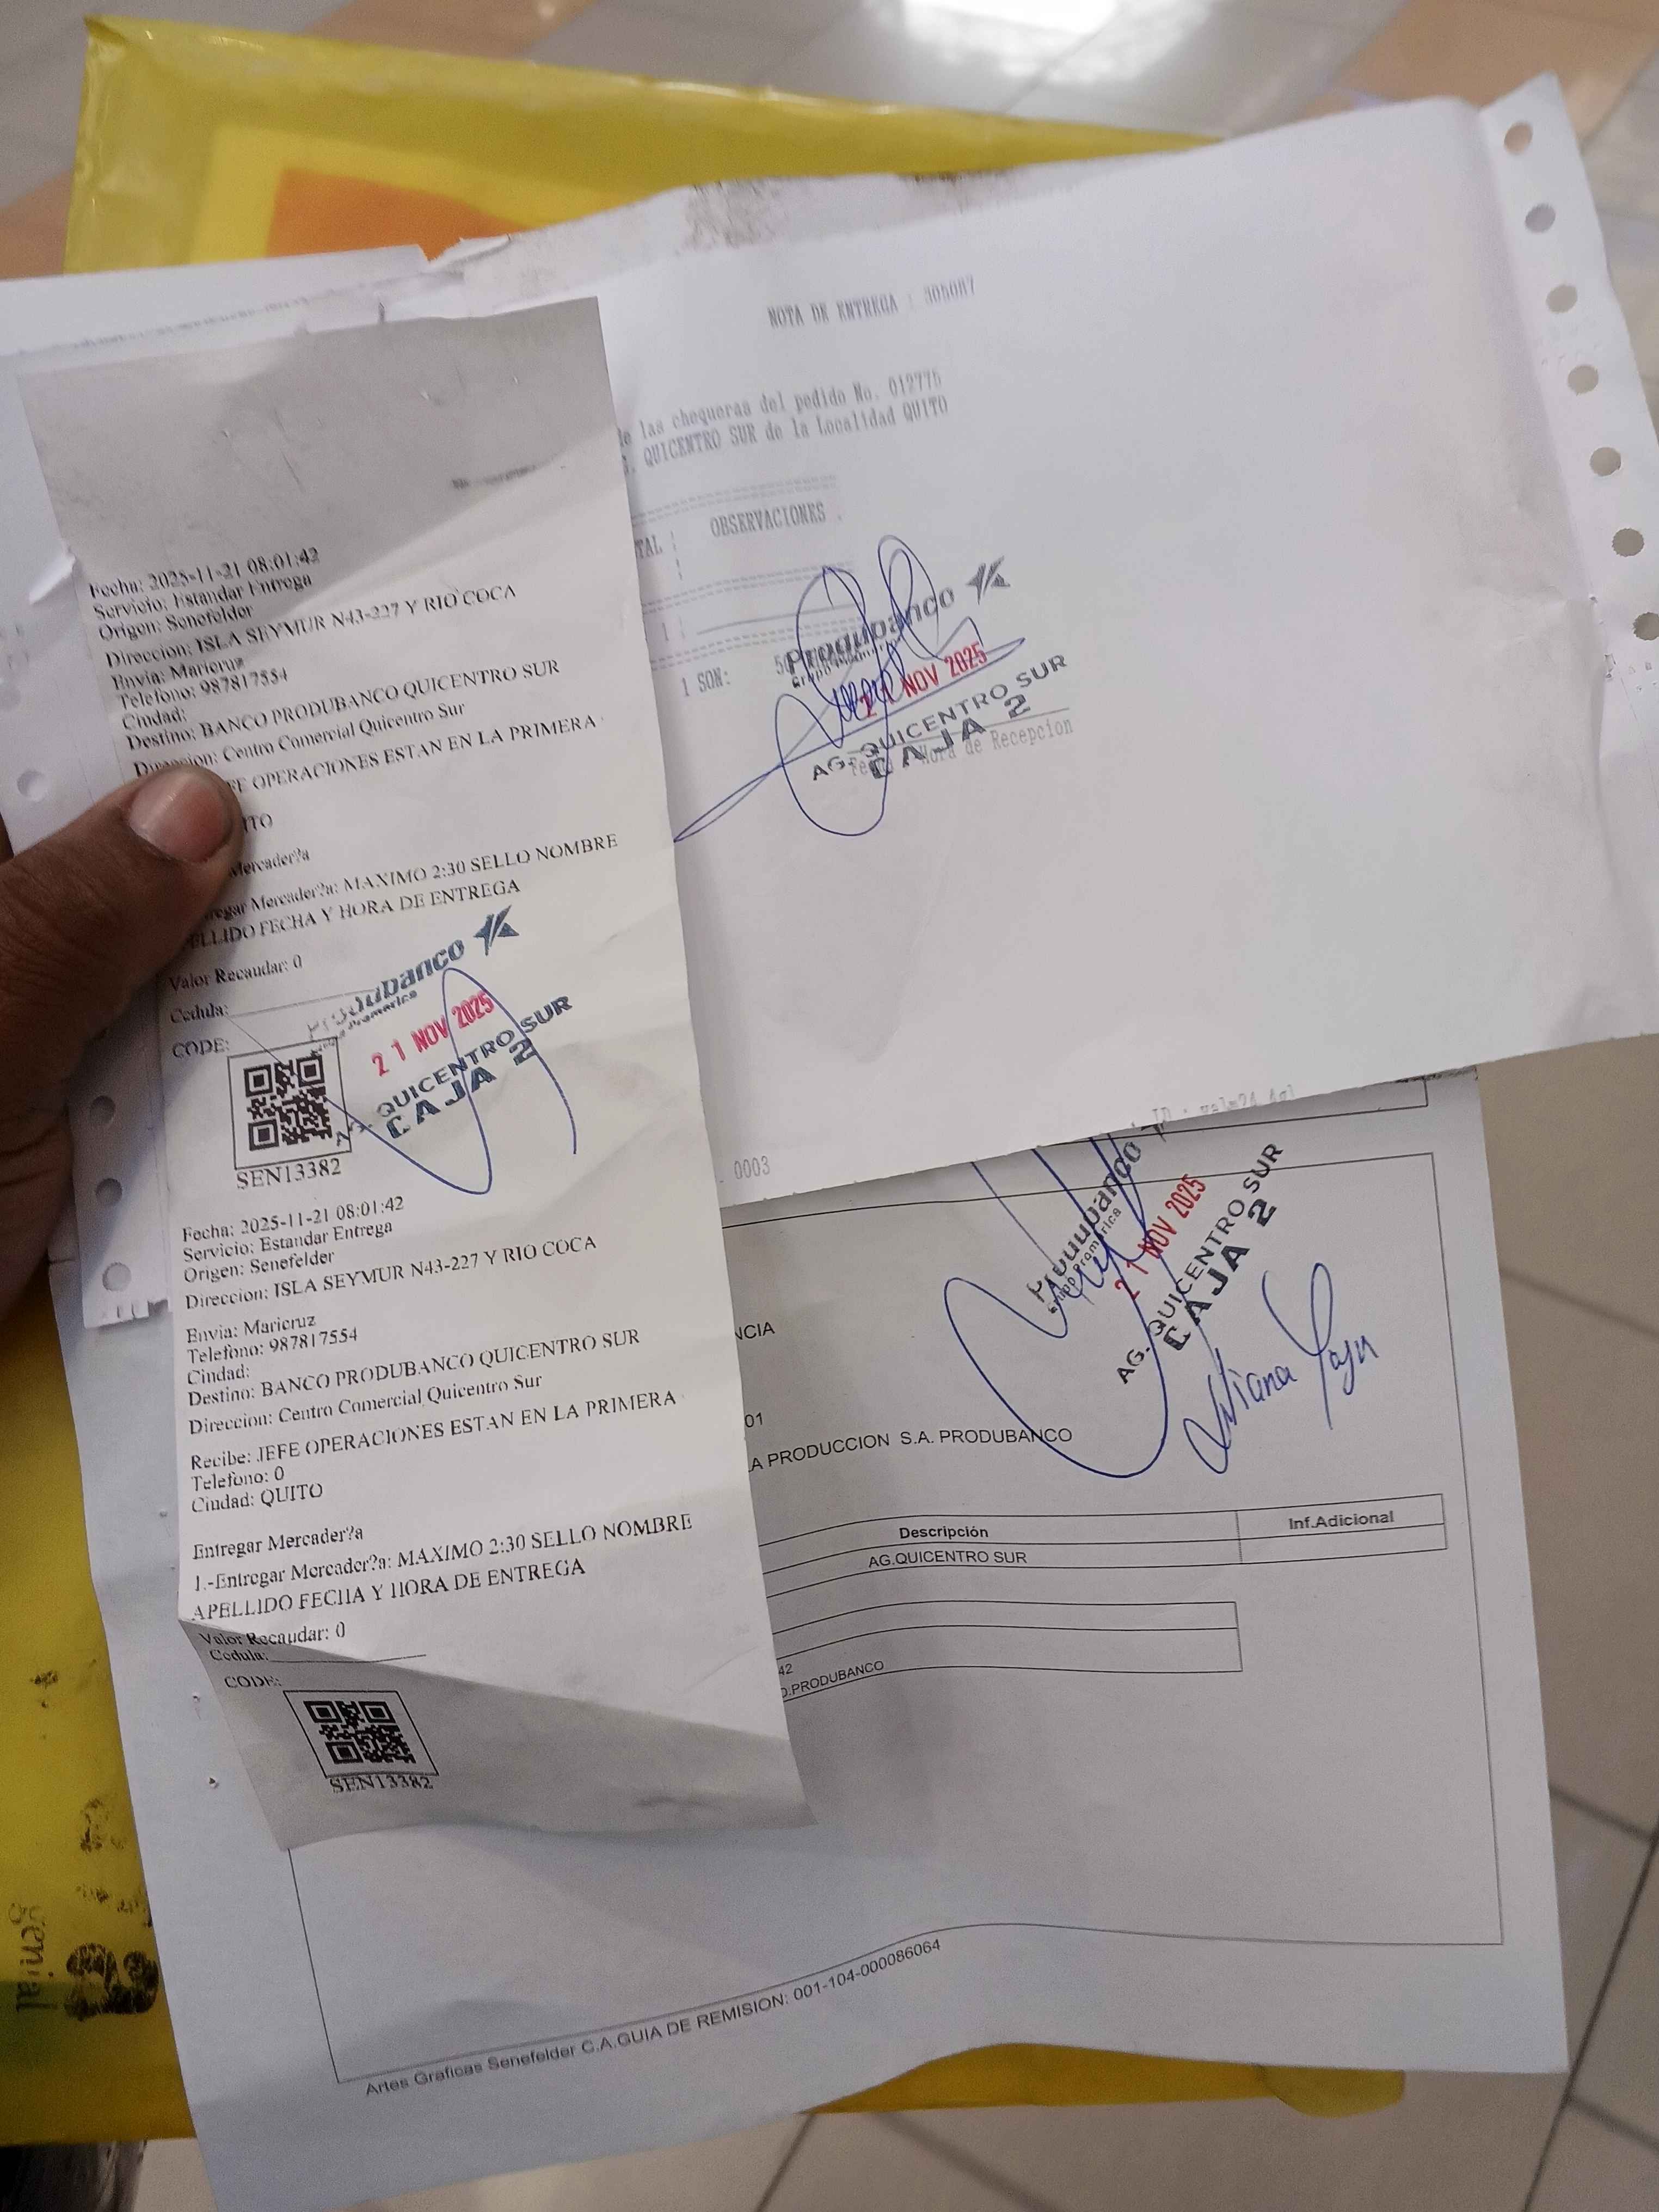 NOTA DE ENTREGA : 305087
las chequeras del pedido No. 012775
QUICENTRO SUR de la Localidad QUITO
OBSERVACIONES
1
1 SON:
Produbanco
Grupo Promerica
21 NOV 2025
AG. QUICENTRO SUR
CAJA 2
Hora de Recepcion
0003
Fecha: 2025-11-21 08:01:42
Servicio: Estandar Entrega
Origen: Senefelder
Direccion: ISLA SEYMUR N43-227 Y RIO COCA
Envia: Maricruz
Telefono: 987817554
Ciudad:
Destino: BANCO PRODUBANCO QUICENTRO SUR
Direccion: Centro Comercial Quicentro Sur
OPERACIONES ESTAN EN LA PRIMERA
ITO
Mercader?a
egar Mercader?a: MAXIMO 2:30 SELLO NOMBRE
ELLIDO FECHA Y HORA DE ENTREGA
Valor Recaudar: 0
Cedula:
CODE:
Produbanco
21 NOV 2025
QUICENTRO SUR
CAJA 2
SEN13382
Fecha: 2025-11-21 08:01:42
Servicio: Estandar Entrega
Origen: Senefelder
Direccion: ISLA SEYMUR N43-227 Y RIO COCA
Envia: Maricruz
Telefono: 987817554
Ciudad:
Destino: BANCO PRODUBANCO QUICENTRO SUR
Direccion: Centro Comercial Quicentro Sur
Recibe: JEFE OPERACIONES ESTAN EN LA PRIMERA
Telefono: 0
Ciudad: QUITO
Entregar Mercader?a
1.-Entregar Mercader?a: MAXIMO 2:30 SELLO NOMBRE
APELLIDO FECHA Y HORA DE ENTREGA
Valor Recaudar: 0
Cedula:
CODE:
SEN13382
Produbanco
Grupo Promerica
21 NOV 2025
AG. QUICENTRO SUR
CAJA 2
NCIA
01
LA PRODUCCION S.A. PRODUBANCO
Descripción Inf.Adicional
AG.QUICENTRO SUR
42
O.PRODUBANCO
Artes Graficas Senefelder C.A.GUIA DE REMISION: 001-104-000086064
genial